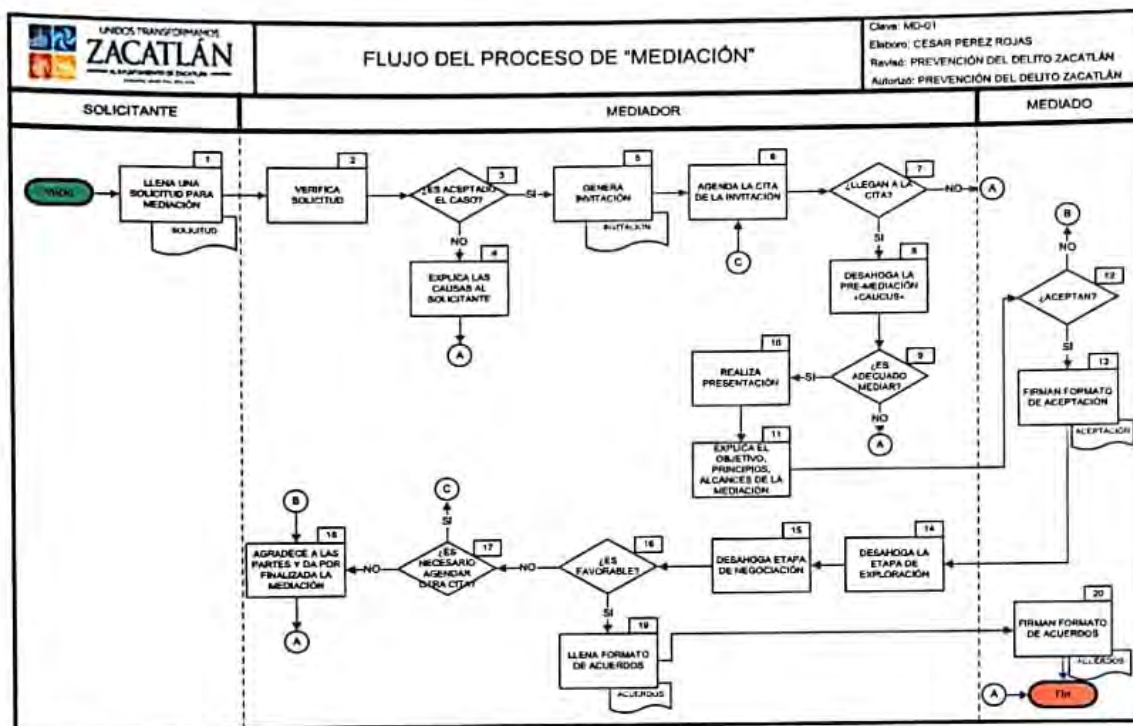 UNIDOS TRANSFORMAMOS
ZACATLÁN
H. AYUNTAMIENTO DE ZACATLÁN
FLUJO DEL PROCESO DE "MEDIACIÓN"
Clave: MD-01
Elaboro: CESAR PEREZ ROJAS
Revisó: PREVENCIÓN DEL DELITO ZACATLÁN
Autorizó: PREVENCIÓN DEL DELITO ZACATLÁN
SOLICITANTE
MEDIADOR
MEDIADO
Inicio
1
LLENA UNA
SOLICITUD PARA
MEDIACIÓN
SOLICITUD
2
VERIFICA
SOLICITUD
3
¿ES ACEPTADO
EL CASO?
SI
NO
4
EXPLICA LAS
CAUSAS AL
SOLICITANTE
A
5
GENERA
INVITACIÓN
INVITACIÓN
6
AGENDA LA CITA
DE LA INVITACIÓN
C
7
¿LLEGAN A LA
CITA?
NO
A
SI
8
DESAHOGA LA
PRE-MEDIACIÓN
«CAUCUS»
9
¿ES
ADECUADO
MEDIAR?
SI
NO
A
10
REALIZA
PRESENTACIÓN
11
EXPLICA EL
OBJETIVO,
PRINCIPIOS,
ALCANCES DE LA
MEDIACIÓN
B
NO
12
¿ACEPTAN?
SI
13
FIRMAN FORMATO
DE ACEPTACIÓN
ACEPTACIÓN
14
DESAHOGA LA
ETAPA DE
EXPLORACIÓN
15
DESAHOGA ETAPA
DE NEGOCIACIÓN
16
¿ES
FAVORABLE?
NO
SI
17
¿ES
NECESARIO
AGENDAR
OTRA CITA?
C
SI
NO
B
18
AGRADECE A LAS
PARTES Y DA POR
FINALIZADA LA
MEDIACIÓN
A
19
LLENA FORMATO
DE ACUERDOS
ACUERDOS
20
FIRMAN FORMATO
DE ACUERDOS
ACUERDOS
A
Fin